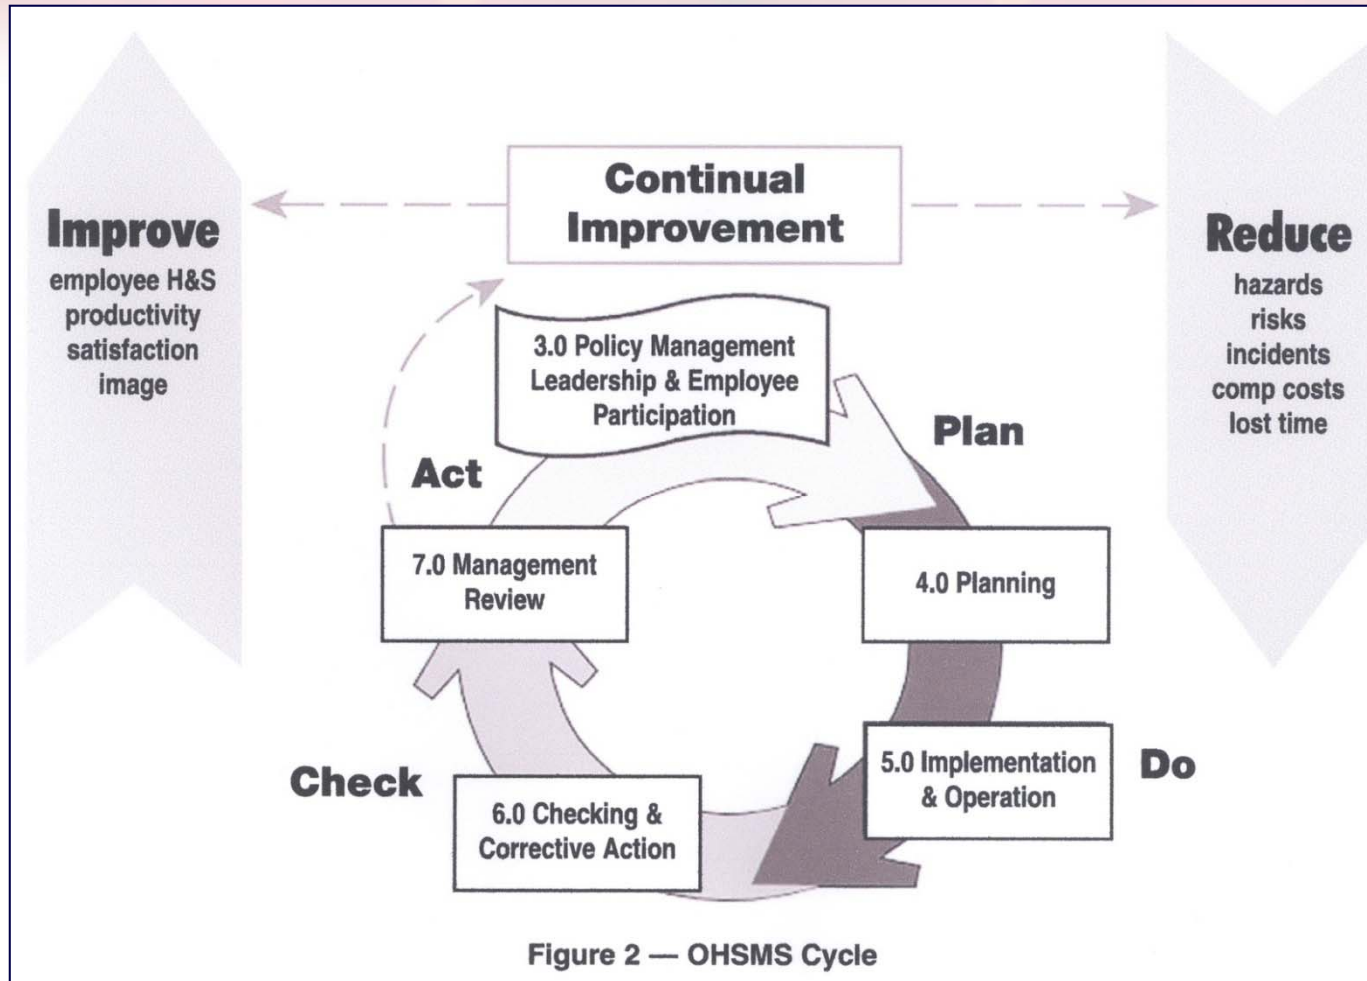 Continual
Improvement
Improve
employee H&S
productivity
satisfaction
image
Reduce
hazards
risks
incidents
comp costs
lost time
3.0 Policy Management
Leadership & Employee
Participation
Plan
Act
7.0 Management
Review
4.0 Planning
5.0 Implementation
& Operation
Do
Check
6.0 Checking &
Corrective Action
Figure 2 — OHSMS Cycle